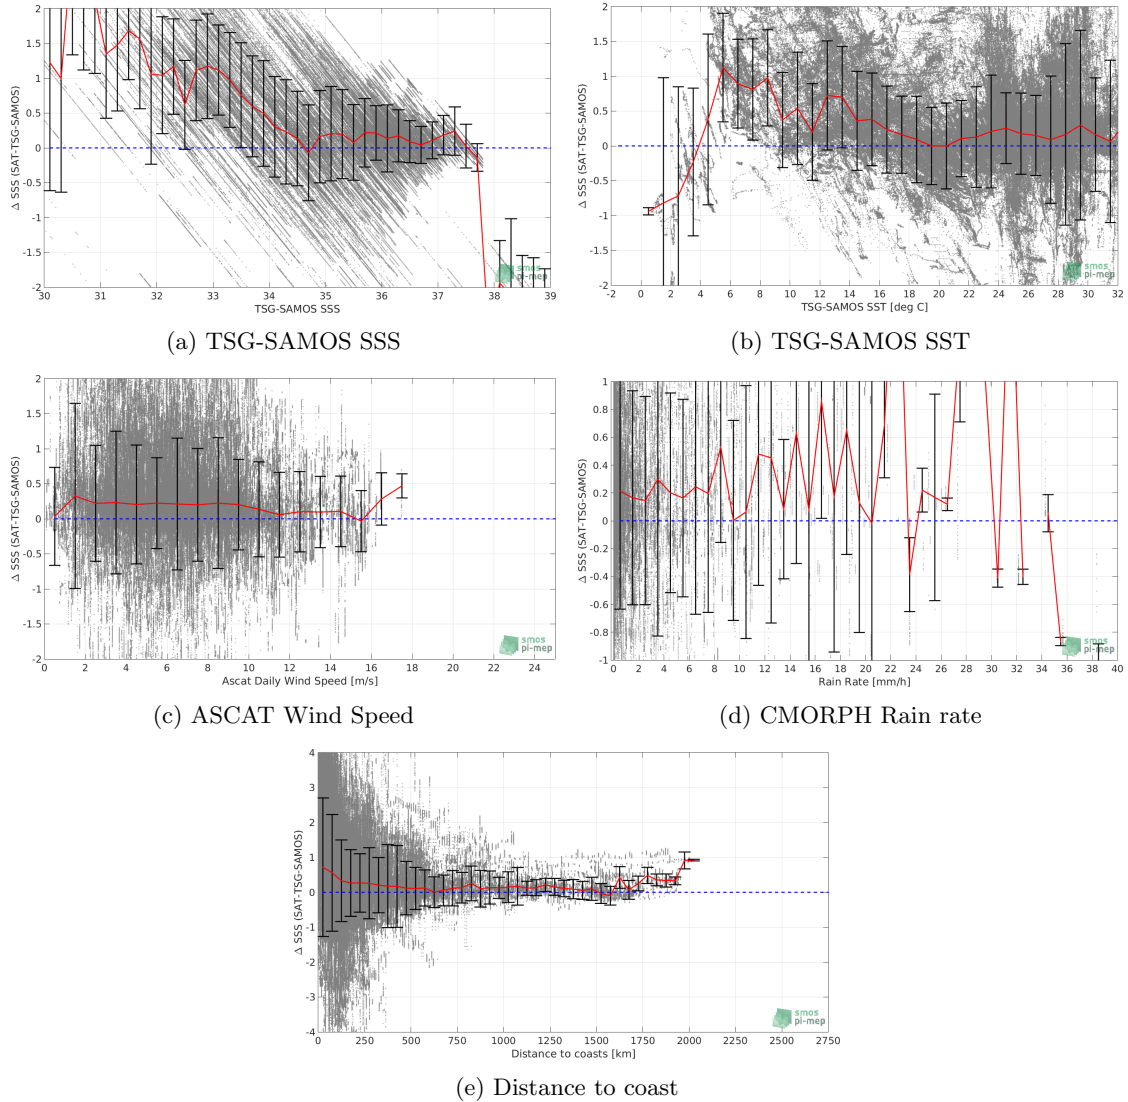 Δ SSS (SAT-TSG-SAMOS)
2
1.5
1
0.5
0
-0.5
-1
-1.5
-2
30 31 32 33 34 35 36 37 38 39
TSG-SAMOS SSS
smos
pi-mep
(a) TSG-SAMOS SSS
Δ SSS (SAT-TSG-SAMOS)
2
1.5
1
0.5
0
-0.5
-1
-1.5
-2
-2 0 2 4 6 8 10 12 14 16 18 20 22 24 26 28 30 32
TSG-SAMOS SST [deg C]
smos
pi-mep
(b) TSG-SAMOS SST
Δ SSS (SAT-TSG-SAMOS)
2
1.5
1
0.5
0
-0.5
-1
-1.5
-2
0 2 4 6 8 10 12 14 16 18 20 22 24
Ascat Daily Wind Speed [m/s]
smos
pi-mep
(c) ASCAT Wind Speed
Δ SSS (SAT-TSG-SAMOS)
1
0.8
0.6
0.4
0.2
0
-0.2
-0.4
-0.6
-0.8
-1
0 2 4 6 8 10 12 14 16 18 20 22 24 26 28 30 32 34 36 38 40
Rain Rate [mm/h]
smos
pi-mep
(d) CMORPH Rain rate
Δ SSS (SAT-TSG-SAMOS)
4
3
2
1
0
-1
-2
-3
-4
0 250 500 750 1000 1250 1500 1750 2000 2250 2500 2750
Distance to coasts [km]
smos
pi-mep
(e) Distance to coast